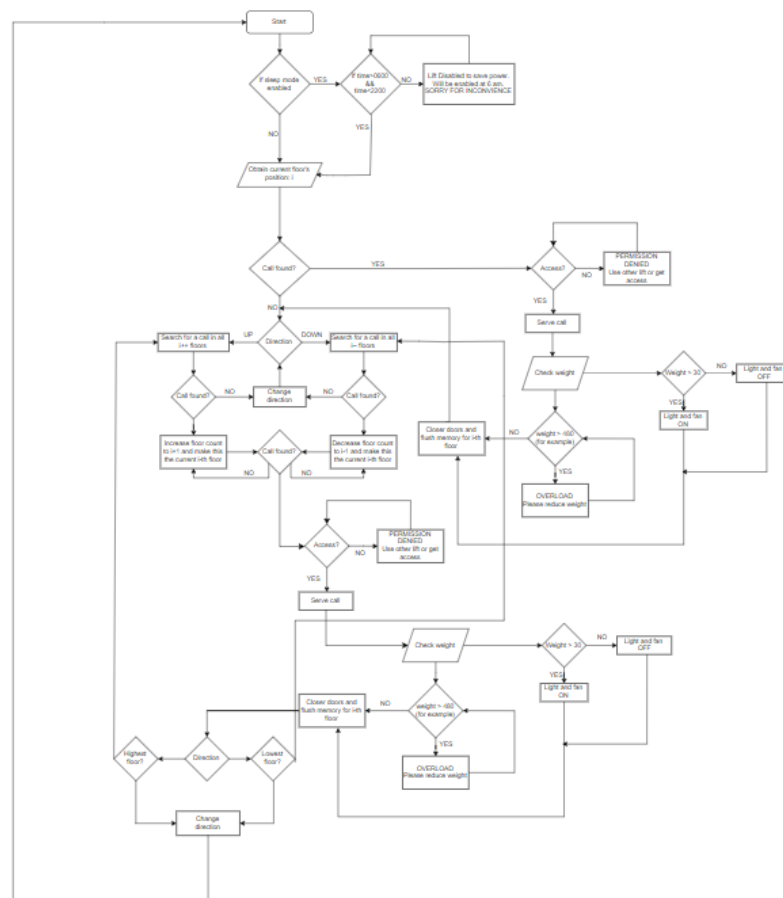 Start
If sleep mode
enabled
YES
If time>0600
&&
time<2200
NO
Lift Disabled to save power.
Will be enabled at 6 am.
SORRY FOR INCONVIENCE
NO
YES
Obtain current floor's
position: i
Call found?
YES
Access?
NO
PERMISSION
DENIED
Use other lift or get
access
YES
NO
Serve call
Search for a call in all
i++ floors
UP
Direction
DOWN
Search for a call in all
i-- floors
Check weight
Weight > 30
NO
Light and fan
OFF
YES
Light and fan
ON
Call found?
NO
Change
direction
NO
Call found?
Closer doors and
flush memory for i-th
floor
NO
weight > 480
(for example)
YES
Increase floor count
to i+1 and make this
the current i-th floor
Call found?
Decrease floor count
to i-1 and make this
the current i-th floor
NO
NO
OVERLOAD
Please reduce weight
Access?
NO
PERMISSION
DENIED
Use other lift or get
access
YES
Serve call
Check weight
Weight > 30
NO
Light and fan
OFF
YES
Light and fan
ON
Closer doors and
flush memory for i-th
floor
NO
weight > 480
(for example)
YES
Highest
floor?
Direction
Lowest
floor?
OVERLOAD
Please reduce weight
Change
direction